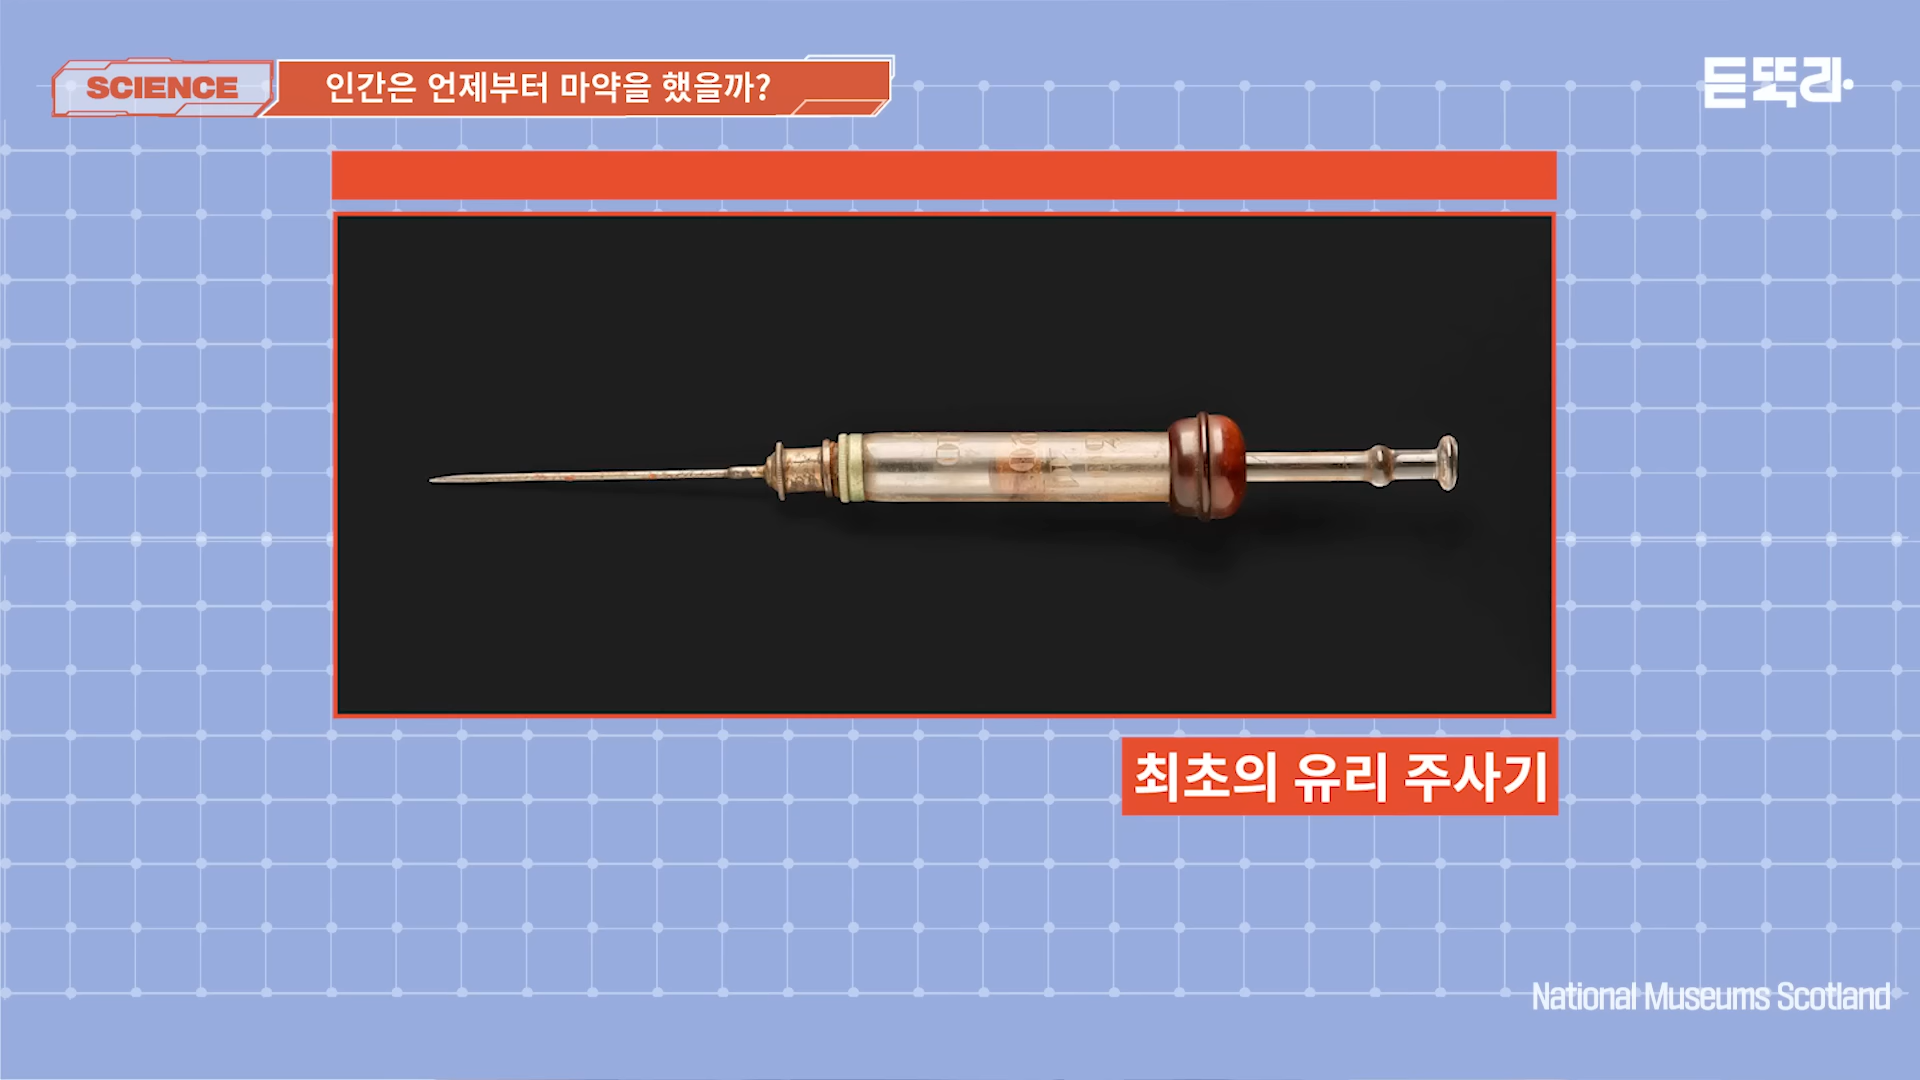 SCIENCE
인간은 언제부터 마약을 했을까?
듣똑라
최초의 유리 주사기
National Museums Scotland